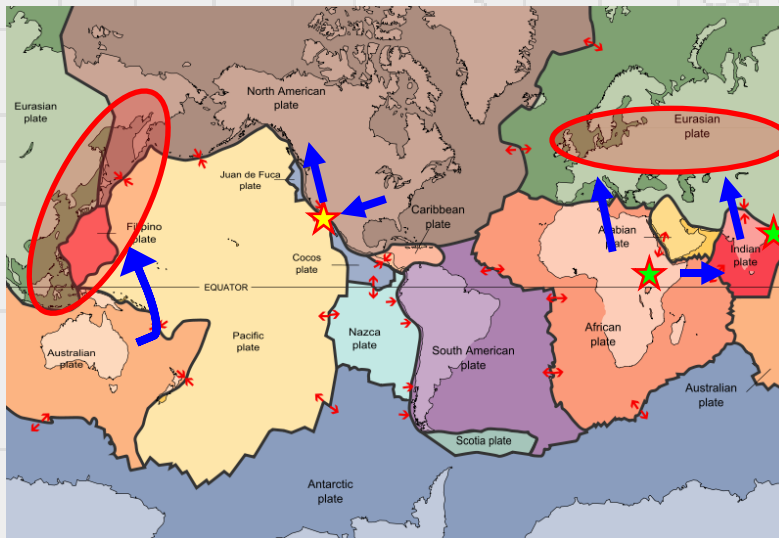 North American
plate
Eurasian
plate
Eurasian
plate
Juan de Fuca
plate
Caribbean
plate
Filipino
plate
Arabian
plate
Indian
plate
Cocos
plate
EQUATOR
Pacific
plate
Nazca
plate
African
plate
Australian
plate
South American
plate
Australian
plate
Scotia plate
Antarctic
plate